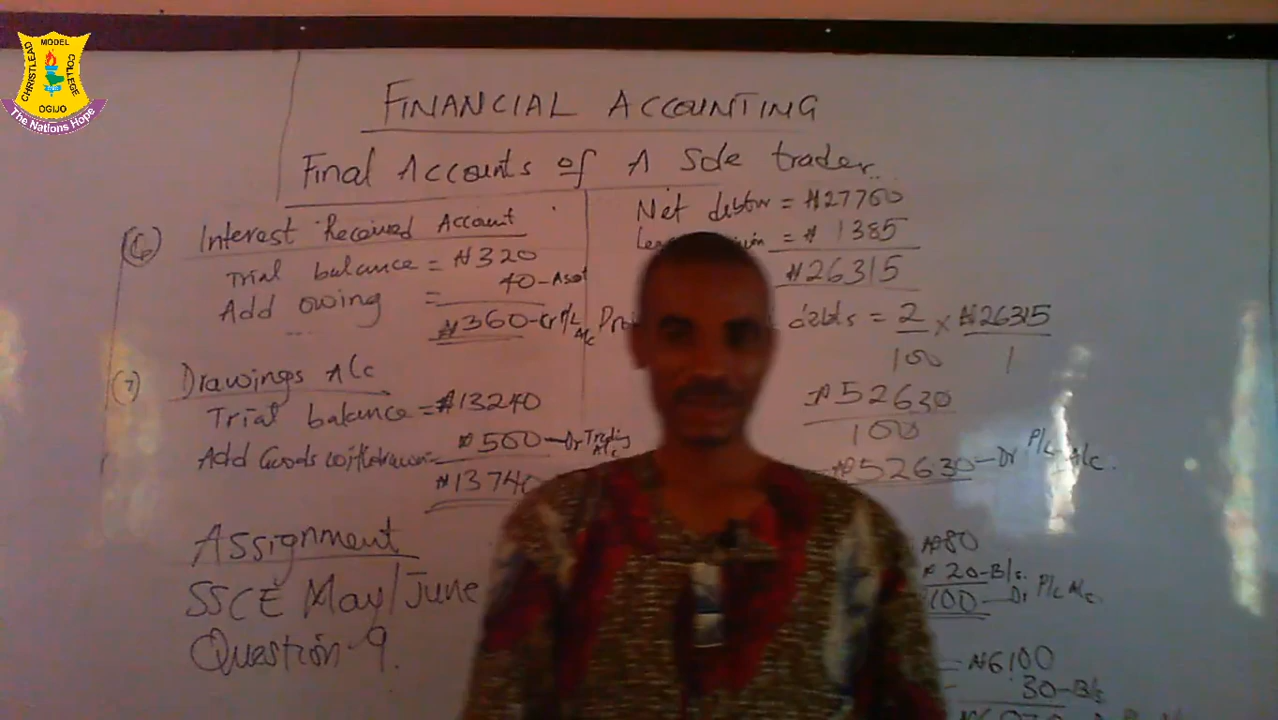 CHRISTLEAD MODEL COLLEGE
OGIJO
The Nations Hope
FINANCIAL ACCOUNTING
Final Accounts of A Sole trader..
(6) Interest Received Account
Trial balance = ₦320
Add owing = 40-Asset
₦360-Cr P/L A/c
(7) Drawings A/c
Trial balance = ₦13240
Add Goods withdrawn= ₦500-Dr Trading A/c
₦13740
Assignment
SSCE May/June
Question 9.
Net debtor = ₦27760
= ₦ 1385
₦26315
debts = 2/100 × ₦26315/1
₦52630
100
₦52630-Dr P/L A/c.
₦80
₦ 20-B/s.
100-Dr P/L A/c.
₦6100
30-B/s